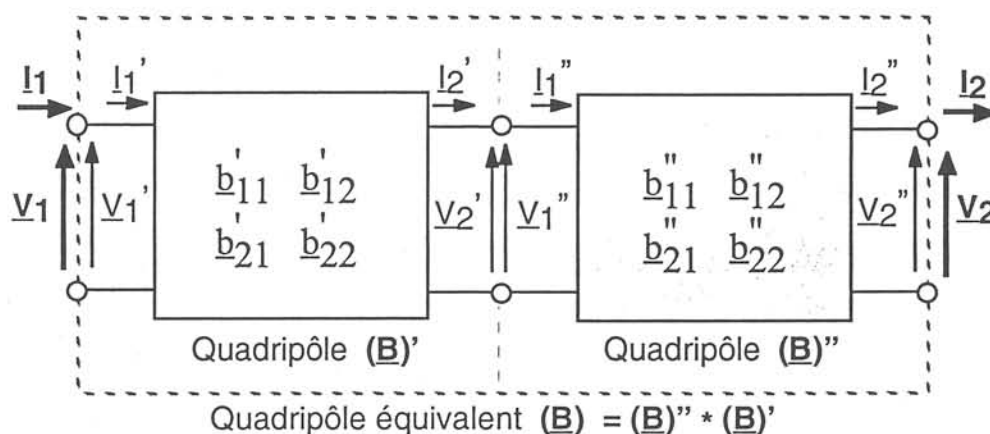 I1 I1' I2' I1" I2" I2
V1 V1' b'11 b'12 V2' V1" b"11 b"12 V2" V2
b'21 b'22 b"21 b"22
Quadripôle (B)' Quadripôle (B)"
Quadripôle équivalent (B) = (B)" * (B)'